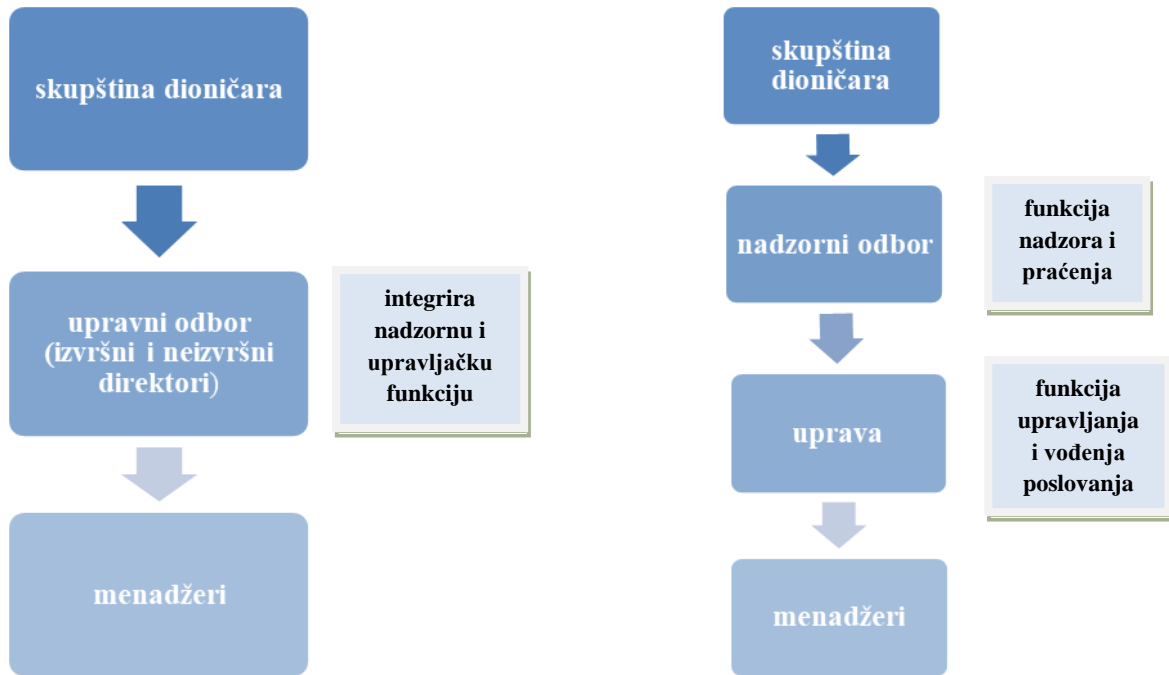 skupština dioničara
upravni odbor
(izvršni i neizvršni
direktori)
integrira
nadzornu i
upravljačku
funkciju
menadžeri
skupština
dioničara
nadzorni odbor
funkcija
nadzora i
praćenja
uprava
funkcija
upravljanja
i vođenja
poslovanja
menadžeri